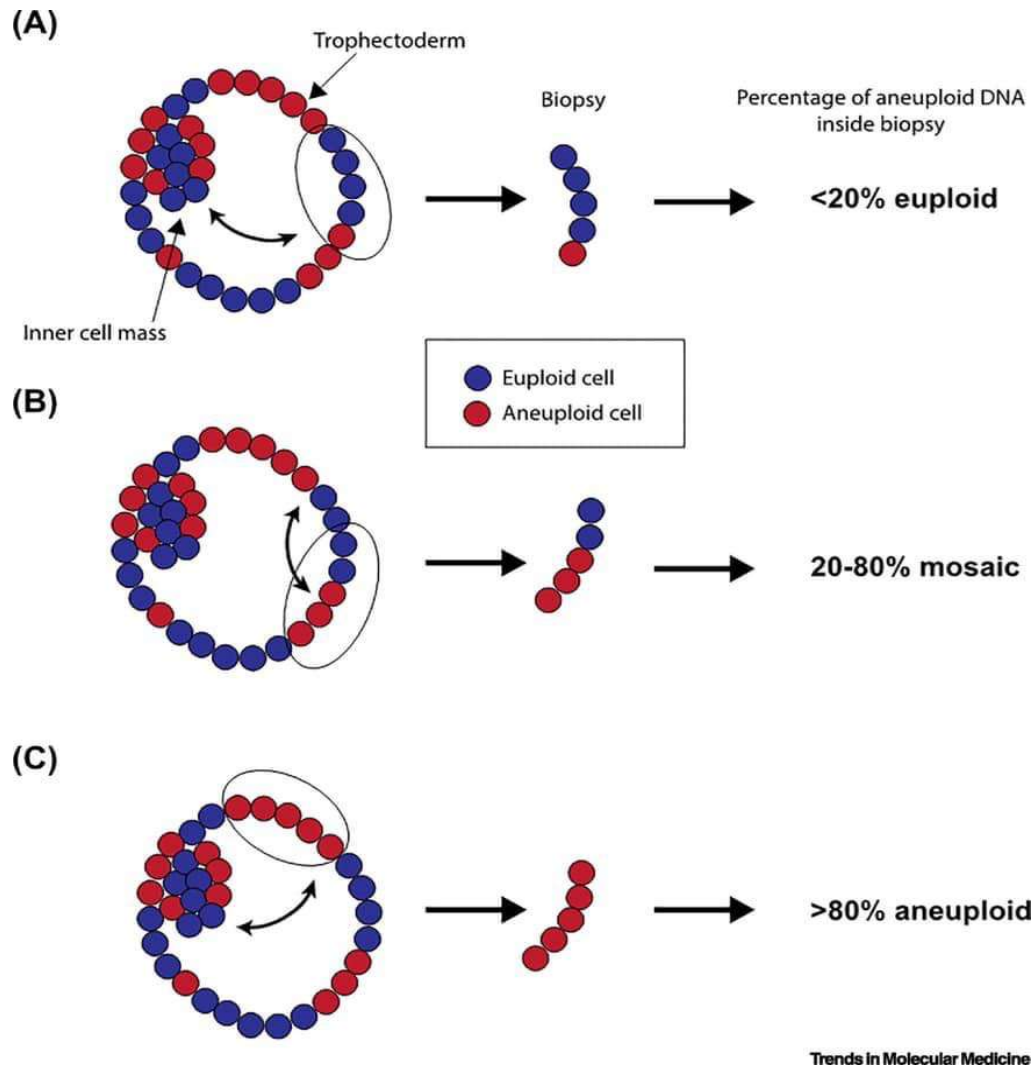 (A)
Trophectoderm
Biopsy
Percentage of aneuploid DNA
inside biopsy
<20% euploid
Inner cell mass
Euploid cell
Aneuploid cell
(B)
20-80% mosaic
(C)
>80% aneuploid
Trends in Molecular Medicine